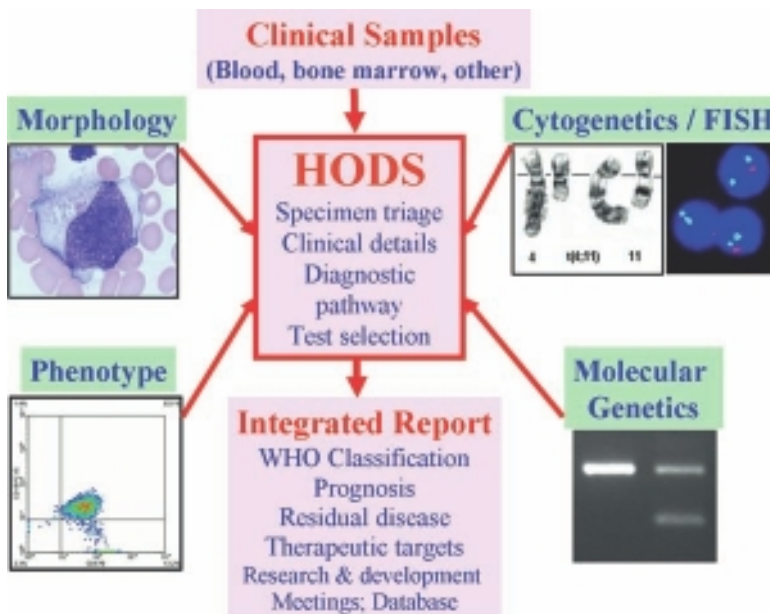 Clinical Samples
(Blood, bone marrow, other)
Morphology
Cytogenetics / FISH
HODS
Specimen triage
Clinical details
Diagnostic
pathway
Test selection
4 t(4;11) 11
Phenotype
Molecular
Genetics
Integrated Report
WHO Classification
Prognosis
Residual disease
Therapeutic targets
Research & development
Meetings; Database